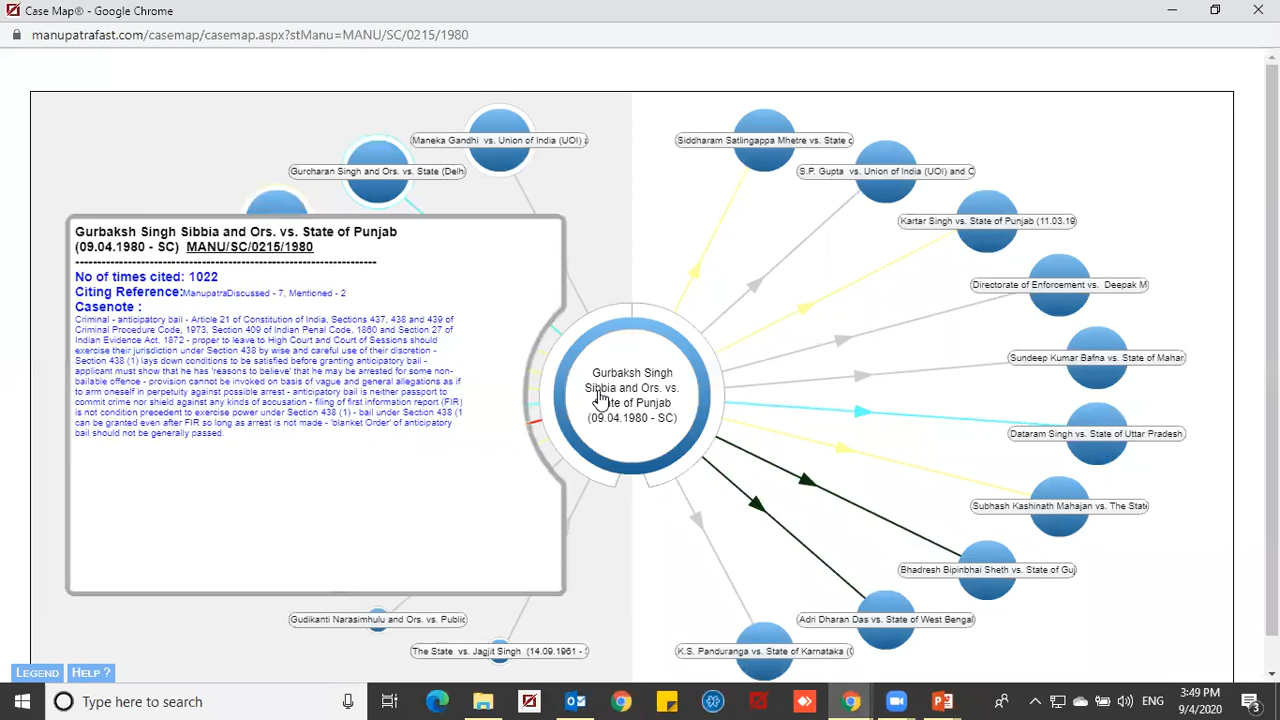 Case Map® - Google Chrome
manupatrafast.com/casemap/casemap.aspx?stManu=MANU/SC/0215/1980
Maneka Gandhi vs. Union of India (UOI)
Gurcharan Singh and Ors. vs. State (Delh
Gurbaksh Singh Sibbia and Ors. vs. State of Punjab
(09.04.1980 - SC) MANU/SC/0215/1980
----------------------------------------------------------------------
No of times cited: 1022
Citing Reference:ManupatraDiscussed - 7, Mentioned - 2
Casenote :
Criminal - anticipatory bail - Article 21 of Constitution of India, Sections 437, 438 and 439 of
Criminal Procedure Code, 1973, Section 409 of Indian Penal Code, 1860 and Section 27 of
Indian Evidence Act, 1872 - proper to leave to High Court and Court of Sessions should
exercise their jurisdiction under Section 438 by wise and careful use of their discretion -
Section 438 (1) lays down conditions to be satisfied before granting anticipatory bail -
applicant must show that he has 'reasons to believe' that he may be arrested for some non-
bailable offence - provision cannot be invoked on basis of vague and general allegations as if
to arm oneself in perpetuity against possible arrest - anticipatory bail is neither passport to
commit crime nor shield against any kinds of accusation - filing of first information report (FIR)
is not condition precedent to exercise power under Section 438 (1) - bail under Section 438 (1
can be granted even after FIR so long as arrest is not made - 'blanket Order' of anticipatory
bail should not be generally passed.
Gudikanti Narasimhulu and Ors. vs. Public
The State vs. Jagjit Singh (14.09.1961 -
Gurbaksh Singh
Sibbia and Ors. vs.
te of Punjab
(09.04.1980 - SC)
Siddharam Satlingappa Mhetre vs. State
S.P. Gupta vs. Union of India (UOI) and
Kartar Singh vs. State of Punjab (11.03.19
Directorate of Enforcement vs. Deepak M
Sundeep Kumar Bafna vs. State of Mahar
Dataram Singh vs. State of Uttar Pradesh
Subhash Kashinath Mahajan vs. The State
Bhadresh Bipinbhai Sheth vs. State of Guj
Adri Dharan Das vs. State of West Bengal
K.S. Panduranga vs. State of Karnataka
LEGEND HELP ?
Type here to search
ENG
3:49 PM
9/4/2020
3